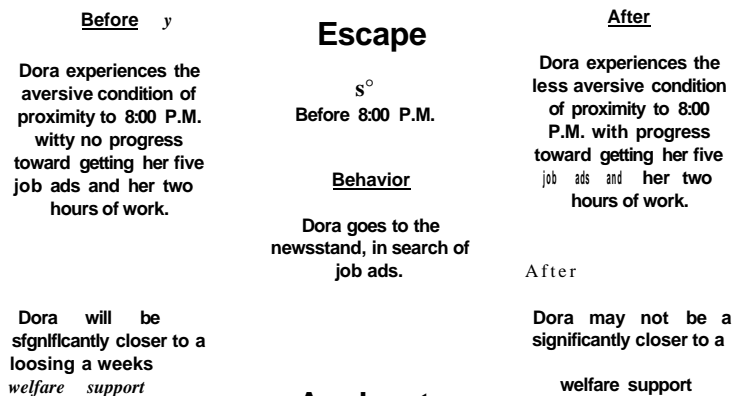 Before y
Dora experiences the
aversive condition of
proximity to 8:00 P.M.
witty no progress
toward getting her five
job ads and her two
hours of work.
Escape
s°
Before 8:00 P.M.
Behavior
Dora goes to the
newsstand, in search of
job ads.
After
Dora experiences the
less aversive condition
of proximity to 8:00
P.M. with progress
toward getting her five
job ads and her two
hours of work.
After
Dora will be
sfgnlflcantly closer to a
loosing a weeks
welfare support
Dora may not be a
significantly closer to a
welfare support